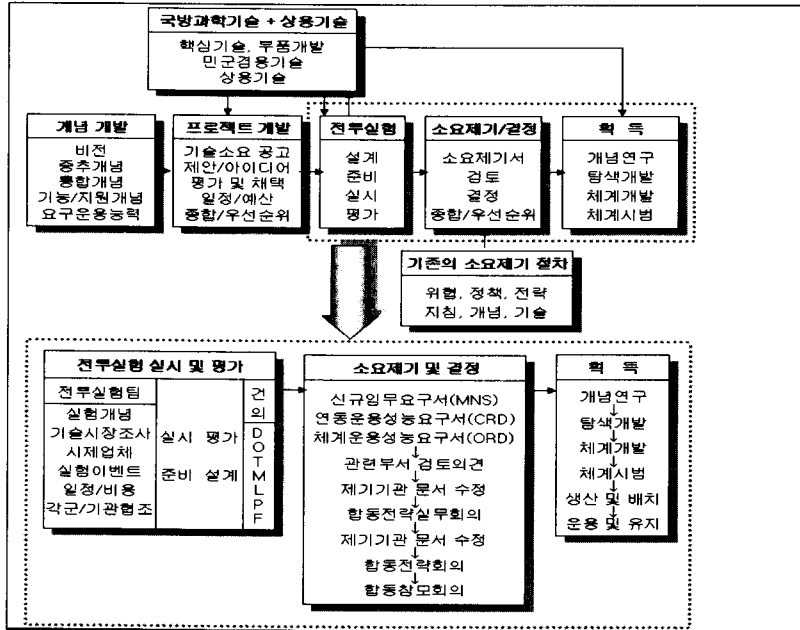 국방과학기술 + 상용기술
핵심기술, 부품개발
민군겸용기술
상용기술
개념 개발
비전
중추개념
통합개념
기능/지원개념
요구운용능력
프로젝트 개발
기술소요 공고
제안/아이디어
평가 및 채택
일정/예산
종합/우선순위
전투실험
설계
준비
실시
평가
소요제기/결정
소요제기서
검토
결정
종합/우선순위
획 득
개념연구
탐색개발
체계개발
체계시범
기존의 소요제기 절차
위협, 정책, 전략
지침, 개념, 기술
전투실험 실시 및 평가
전투실험팀
실험개념
기술시장조사
시제업체
실험이벤트
일정/비용
각군/기관협조
실시 평가
준비 설계
건
의
D
O
T
M
L
P
F
소요제기 및 결정
신규임무요구서(MNS)
연동운용성능요구서(CRD)
체계운용성능요구서(ORD)
관련부서 검토의견
제기기관 문서 수정
합동전략실무회의
제기기관 문서 수정
합동전략회의
합동참모회의
획 득
개념연구
탐색개발
체계개발
체계시범
생산 및 배치
운용 및 유지